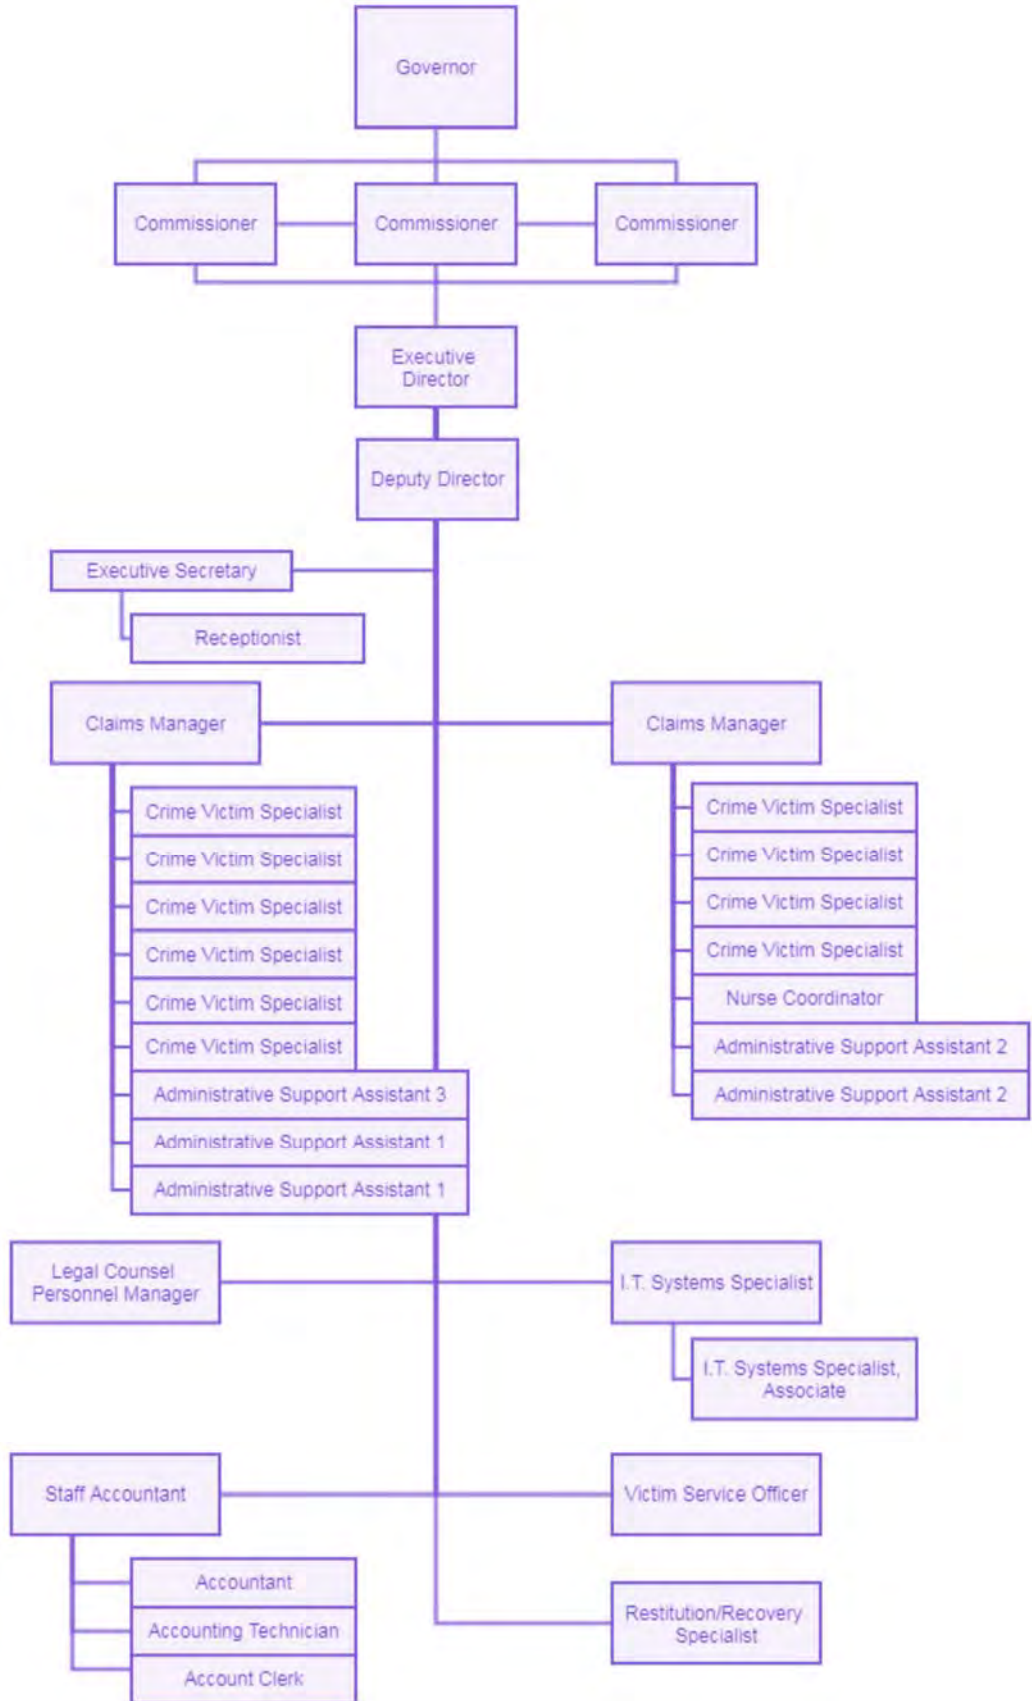 Governor
Commissioner
Commissioner
Commissioner
Executive
Director
Deputy Director
Executive Secretary
Receptionist
Claims Manager
Crime Victim Specialist
Crime Victim Specialist
Crime Victim Specialist
Crime Victim Specialist
Crime Victim Specialist
Crime Victim Specialist
Administrative Support Assistant 3
Administrative Support Assistant 1
Administrative Support Assistant 1
Claims Manager
Crime Victim Specialist
Crime Victim Specialist
Crime Victim Specialist
Crime Victim Specialist
Nurse Coordinator
Administrative Support Assistant 2
Administrative Support Assistant 2
Legal Counsel
Personnel Manager
I.T. Systems Specialist
I.T. Systems Specialist,
Associate
Staff Accountant
Accountant
Accounting Technician
Account Clerk
Victim Service Officer
Restitution/Recovery
Specialist